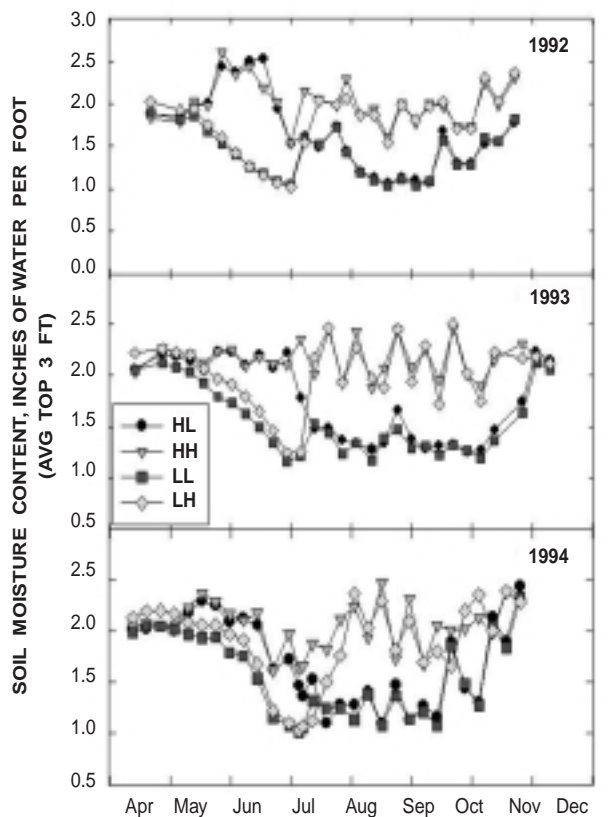 SOIL MOISTURE CONTENT, INCHES OF WATER PER FOOT
(AVG TOP 3 FT)
1992
3.0
2.5
2.0
1.5
1.0
0.5
0.0
1993
2.5
2.0
1.5
1.0
0.5
HL
HH
LL
LH
1994
2.5
2.0
1.5
1.0
0.5
Apr May Jun Jul Aug Sep Oct Nov Dec